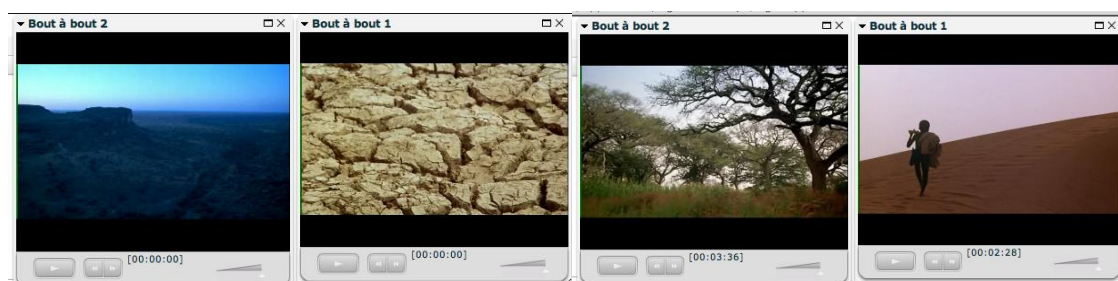 Bout à bout 2
Bout à bout 1
Bout à bout 2
Bout à bout 1
[00:00:00]
[00:00:00]
[00:03:36]
[00:02:28]